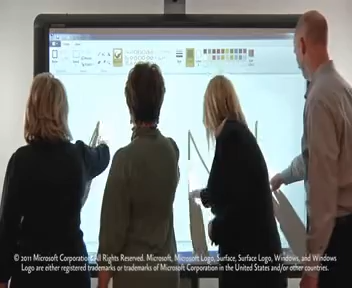 © 2011 Microsoft Corporation. All Rights Reserved. Microsoft, Microsoft Logo, Surface, Surface Logo, Windows, and Windows
Logo are either registered trademarks or trademarks of Microsoft Corporation in the United States and/or other countries.